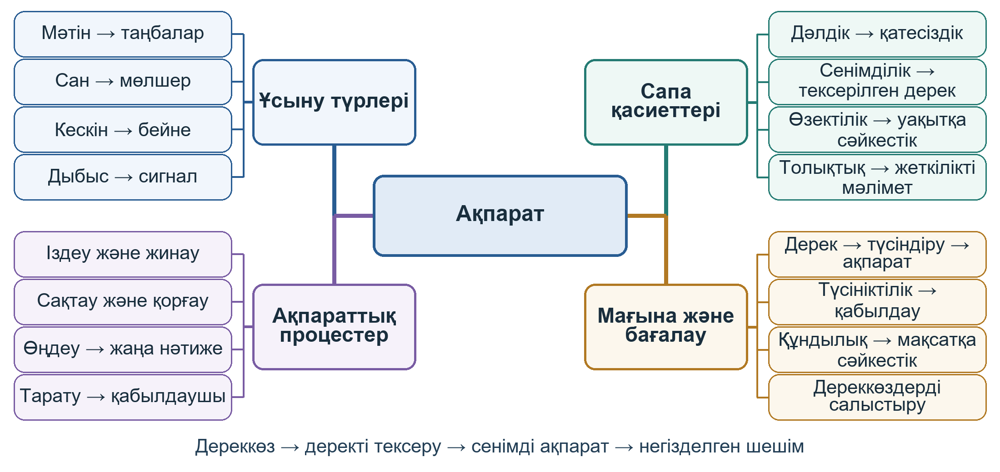 Мәтін → таңбалар
Сан → мөлшер
Кескін → бейне
Дыбыс → сигнал
Ұсыну түрлері
Дәлдік → қатесіздік
Сенімділік →
тексерілген дерек
Өзектілік → уақытқа
сәйкестік
Толықтық → жеткілікті
мәлімет
Сапа
қасиеттері
Ақпарат
Іздеу және жинау
Сақтау және қорғау
Өңдеу → жаңа нәтиже
Тарату → қабылдаушы
Ақпараттық
процестер
Мағына және
бағалау
Дерек → түсіндіру →
ақпарат
Түсініктілік →
қабылдау
Құндылық → мақсатқа
сәйкестік
Дереккөздерді
салыстыру
Дереккөз → деректі тексеру → сенімді ақпарат → негізделген шешім